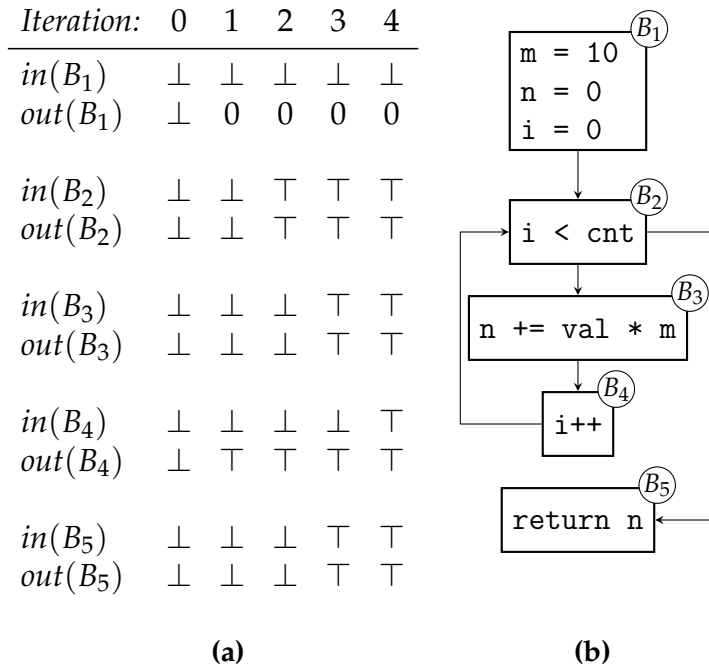 Iteration: 0 1 2 3 4
in(B₁) ⊥ ⊥ ⊥ ⊥ ⊥
out(B₁) ⊥ 0 0 0 0
in(B₂) ⊥ ⊥ ⊤ ⊤ ⊤
out(B₂) ⊥ ⊥ ⊤ ⊤ ⊤
in(B₃) ⊥ ⊥ ⊥ ⊤ ⊤
out(B₃) ⊥ ⊥ ⊥ ⊤ ⊤
in(B₄) ⊥ ⊥ ⊥ ⊥ ⊤
out(B₄) ⊥ ⊤ ⊤ ⊤ ⊤
in(B₅) ⊥ ⊥ ⊥ ⊤ ⊤
out(B₅) ⊥ ⊥ ⊥ ⊤ ⊤
(a)
B₁
m = 10
n = 0
i = 0
B₂
i < cnt
B₃
n += val * m
B₄
i++
B₅
return n
(b)